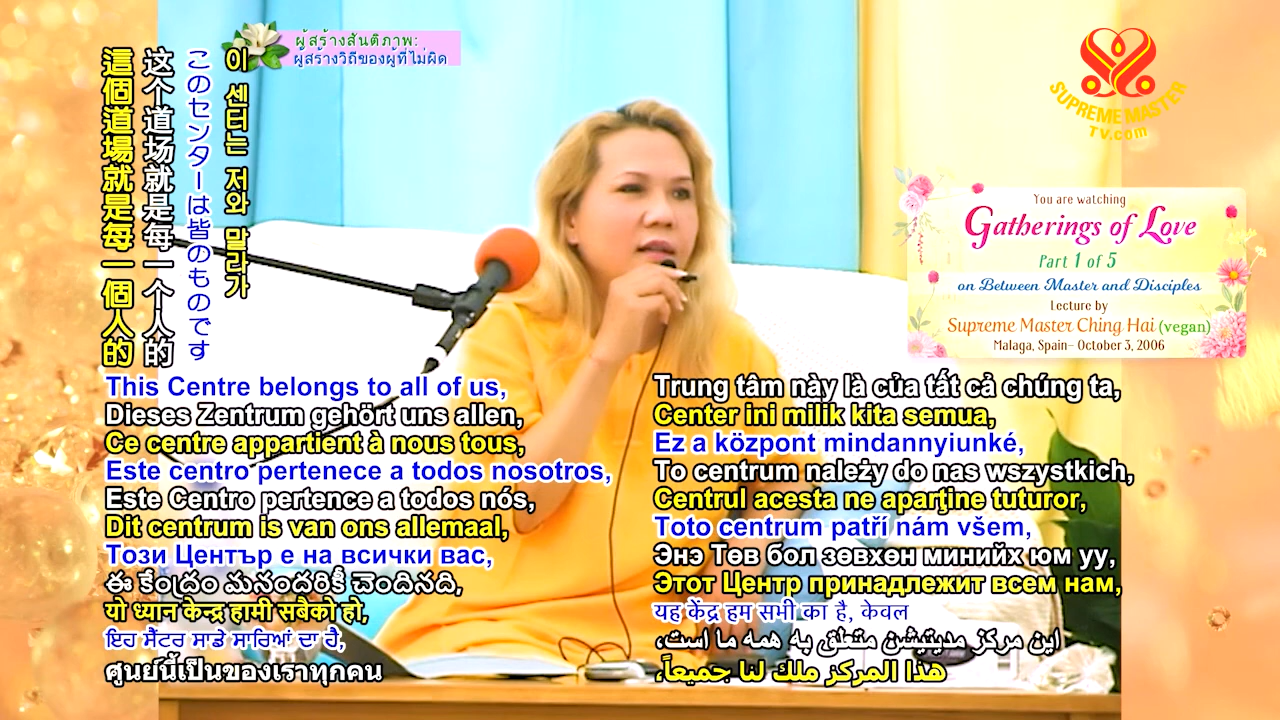 ผู้สร้างสันติภาพ:
ผู้สร้างวิถีของผู้ที่ไม่ผิด
這個道場就是每一個人的
这个道场就是每一个人的
このセンターは皆のものです
이 센터는 저와 말라가
SUPREME MASTER
TV.com
You are watching
Gatherings of Love
Part 1 of 5
on Between Master and Disciples
Lecture by
Supreme Master Ching Hai (vegan)
Malaga, Spain– October 3, 2006
This Centre belongs to all of us,
Dieses Zentrum gehört uns allen,
Ce centre appartient à nous tous,
Este centro pertenece a todos nosotros,
Este Centro pertence a todos nós,
Dit centrum is van ons allemaal,
Този Център е на всички вас,
ఈ కేంద్రం మనందరికీ చెందినది,
यो ध्यान केन्द्र हामी सबैको हो,
ਇਹ ਸੈਂਟਰ ਸਾਡੇ ਸਾਰਿਆਂ ਦਾ ਹੈ,
ศูนย์นี้เป็นของเราทุกคน
Trung tâm này là của tất cả chúng ta,
Center ini milik kita semua,
Ez a központ mindannyiunké,
To centrum należy do nas wszystkich,
Centrul acesta ne aparţine tuturor,
Toto centrum patří nám všem,
Энэ Төв бол зөвхөн минийх юм уу,
Этот Центр принадлежит всем нам,
यह केंद्र हम सभी का है, केवल
این مرکز مدیتیشن متعلق به همه ما است،
هذا المركز ملك لنا جميعاً،